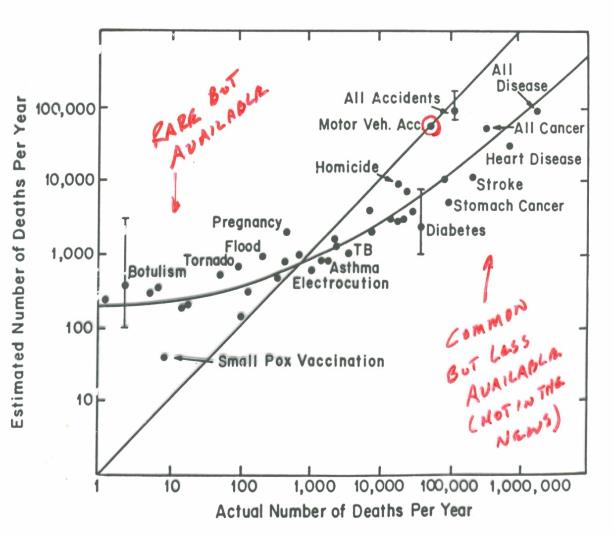 Estimated Number of Deaths Per Year
100,000
10,000
1,000
100
10
RARE BUT
AVAILABLE
All
Disease
All Accidents
Motor Veh. Acc.
All Cancer
Homicide
Heart Disease
Stroke
Stomach Cancer
Pregnancy
Flood
Tornado
Diabetes
TB
Asthma
Botulism
Electrocution
Small Pox Vaccination
COMMON
BUT LESS
AVAILABLE
(NOT IN THE
NEWS)
1
10
100
1,000
10,000
100,000
1,000,000
Actual Number of Deaths Per Year